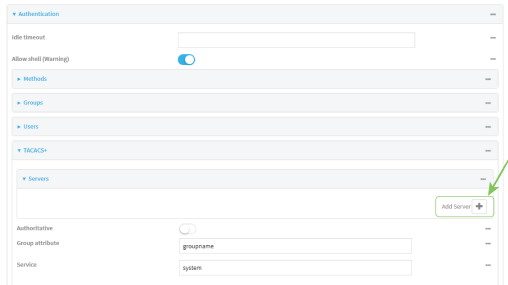 Authentication
Idle timeout
Allow shell (Warning)
Methods
Groups
Users
TACACS+
Servers
Add Server
Authoritative
Group attribute groupname
Service system